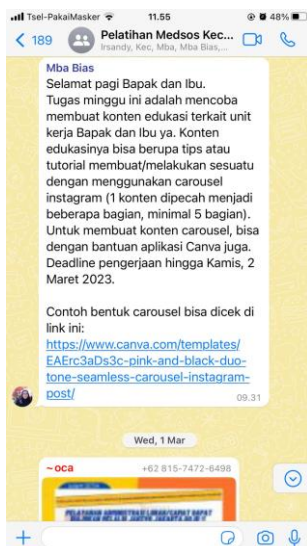 Tsel-PakaiMasker 11.55 48%
189 Pelatihan Medsos Kec...
Irsandy, Kec, Mba, Mba Bias,...
Mba Bias
Selamat pagi Bapak dan Ibu.
Tugas minggu ini adalah mencoba
membuat konten edukasi terkait unit
kerja Bapak dan Ibu ya. Konten
edukasinya bisa berupa tips atau
tutorial membuat/melakukan sesuatu
dengan menggunakan carousel
instagram (1 konten dipecah menjadi
beberapa bagian, minimal 5 bagian).
Untuk membuat konten carousel, bisa
dengan bantuan aplikasi Canva juga.
Deadline pengerjaan hingga Kamis, 2
Maret 2023.
Contoh bentuk carousel bisa dicek di
link ini:
https://www.canva.com/templates/
EAErc3aDs3c-pink-and-black-duo-
tone-seamless-carousel-instagram-
post/
09.31
Wed, 1 Mar
~oca +62 815-7472-6498
PELAYANAN ADMINISTRASI LURAH/CAMAT DAPAT